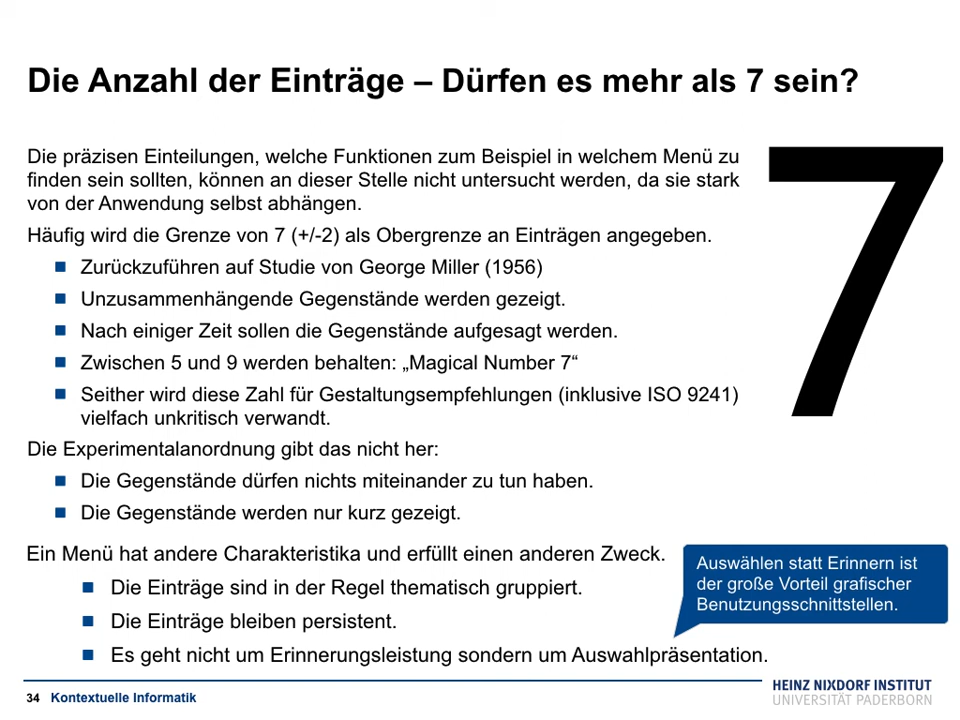 Die Anzahl der Einträge – Dürfen es mehr als 7 sein?
Die präzisen Einteilungen, welche Funktionen zum Beispiel in welchem Menü zu
finden sein sollten, können an dieser Stelle nicht untersucht werden, da sie stark
von der Anwendung selbst abhängen.
Häufig wird die Grenze von 7 (+/-2) als Obergrenze an Einträgen angegeben.
Zurückzuführen auf Studie von George Miller (1956)
Unzusammenhängende Gegenstände werden gezeigt.
Nach einiger Zeit sollen die Gegenstände aufgesagt werden.
Zwischen 5 und 9 werden behalten: „Magical Number 7“
Seither wird diese Zahl für Gestaltungsempfehlungen (inklusive ISO 9241)
vielfach unkritisch verwandt.
7
Die Experimentalanordnung gibt das nicht her:
Die Gegenstände dürfen nichts miteinander zu tun haben.
Die Gegenstände werden nur kurz gezeigt.
Ein Menü hat andere Charakteristika und erfüllt einen anderen Zweck.
Die Einträge sind in der Regel thematisch gruppiert.
Die Einträge bleiben persistent.
Es geht nicht um Erinnerungsleistung sondern um Auswahlpräsentation.
Auswählen statt Erinnern ist
der große Vorteil grafischer
Benutzungsschnittstellen.
34 Kontextuelle Informatik
HEINZ NIXDORF INSTITUT
UNIVERSITÄT PADERBORN